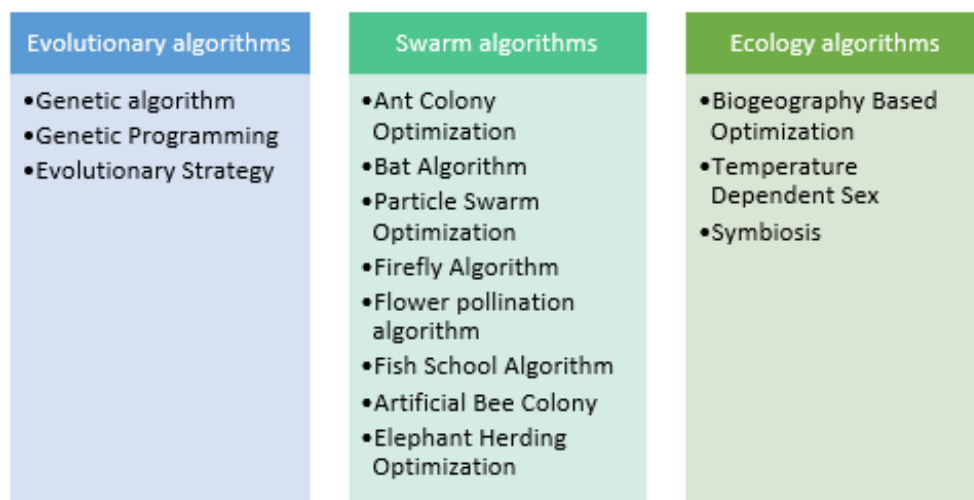 Evolutionary algorithms
•Genetic algorithm
•Genetic Programming
•Evolutionary Strategy
Swarm algorithms
•Ant Colony
Optimization
•Bat Algorithm
•Particle Swarm
Optimization
•Firefly Algorithm
•Flower pollination
algorithm
•Fish School Algorithm
•Artificial Bee Colony
•Elephant Herding
Optimization
Ecology algorithms
•Biogeography Based
Optimization
•Temperature
Dependent Sex
•Symbiosis